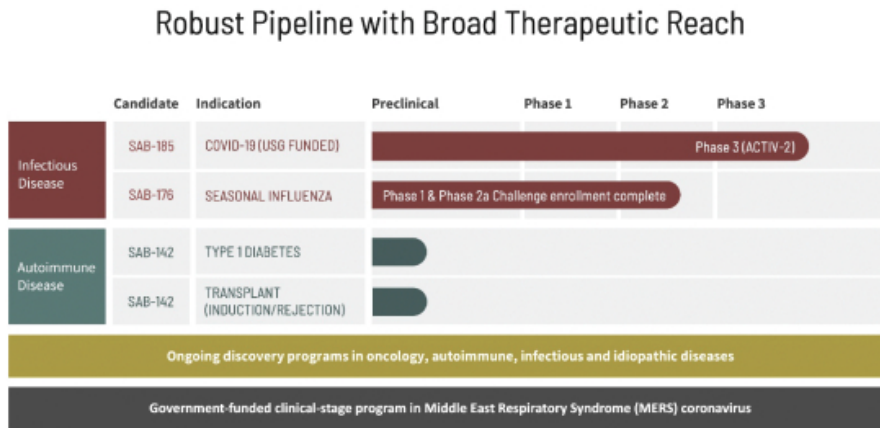 Robust Pipeline with Broad Therapeutic Reach
Candidate Indication Preclinical Phase 1 Phase 2 Phase 3
Infectious
Disease
SAB-185 COVID-19 (USG FUNDED) Phase 3 (ACTIV-2)
SAB-176 SEASONAL INFLUENZA Phase 1 & Phase 2a Challenge enrollment complete
Autoimmune
Disease
SAB-142 TYPE 1 DIABETES
SAB-142 TRANSPLANT
(INDUCTION/REJECTION)
Ongoing discovery programs in oncology, autoimmune, infectious and idiopathic diseases
Government-funded clinical-stage program in Middle East Respiratory Syndrome (MERS) coronavirus